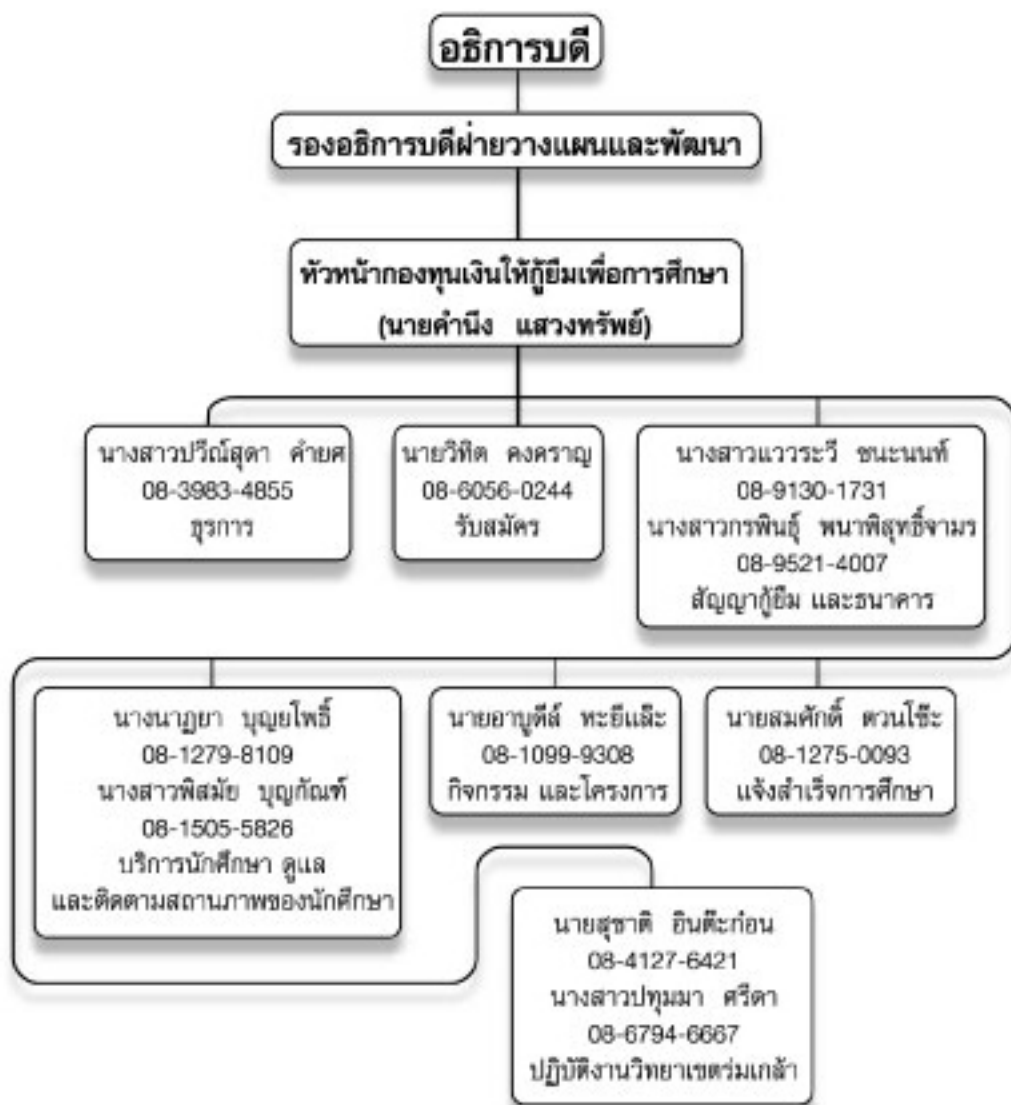 อธิการบดี
รองอธิการบดีฝ่ายวางแผนและพัฒนา
หัวหน้ากองทุนเงินให้กู้ยืมเพื่อการศึกษา
(นายคำนึง แสวงทรัพย์)
นางสาวปวีณ์สุดา คำยศ
08-3983-4855
ธุรการ
นายวิทิต คงคราญ
08-6056-0244
รับสมัคร
นางสาวแววระวี ชนะนนท์
08-9130-1731
นางสาวกรพินธุ์ พนาพิสุทธิ์จามร
08-9521-4007
สัญญากู้ยืม และธนาคาร
นางนาฏยา บุญยโพธิ์
08-1279-8109
นางสาวพิสมัย บุญกัณฑ์
08-1505-5826
บริการนักศึกษา ดูแล
และติดตามสถานภาพของนักศึกษา
นายอาบูดีล์ หะยีแล๊ะ
08-1099-9308
กิจกรรม และโครงการ
นายสมศักดิ์ ตวนโซ๊ะ
08-1275-0093
แจ้งสำเร็จการศึกษา
นายสุชาติ อินต๊ะก่อน
08-4127-6421
นางสาวปทุมมา ศรีดา
08-6794-6667
ปฏิบัติงานวิทยาเขตร่มเกล้า